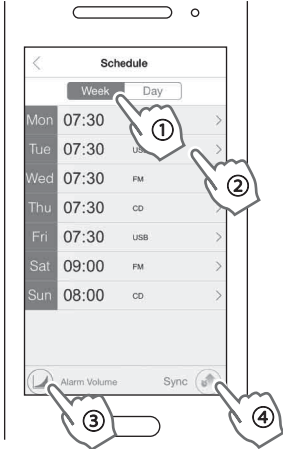 Schedule
Week Day
Mon 07:30
①
Tue 07:30
②
Wed 07:30 FM
Thu 07:30 CD
Fri 07:30 USB
Sat 09:00 FM
Sun 08:00 CD
Alarm Volume Sync
③
④